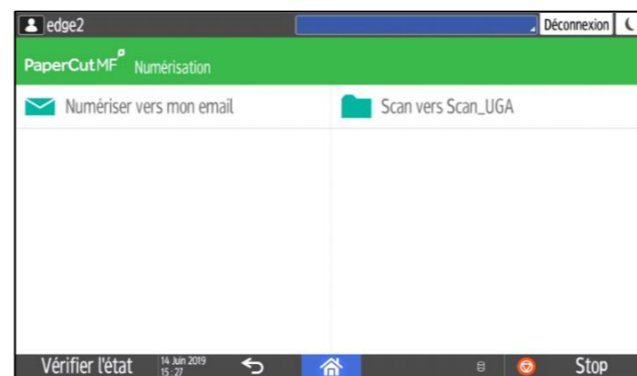 edge2
Déconnexion
PaperCut MF Numérisation
Numériser vers mon email
Scan vers Scan_UGA
Vérifier l'état
14 Juin 2019
15:27
Stop